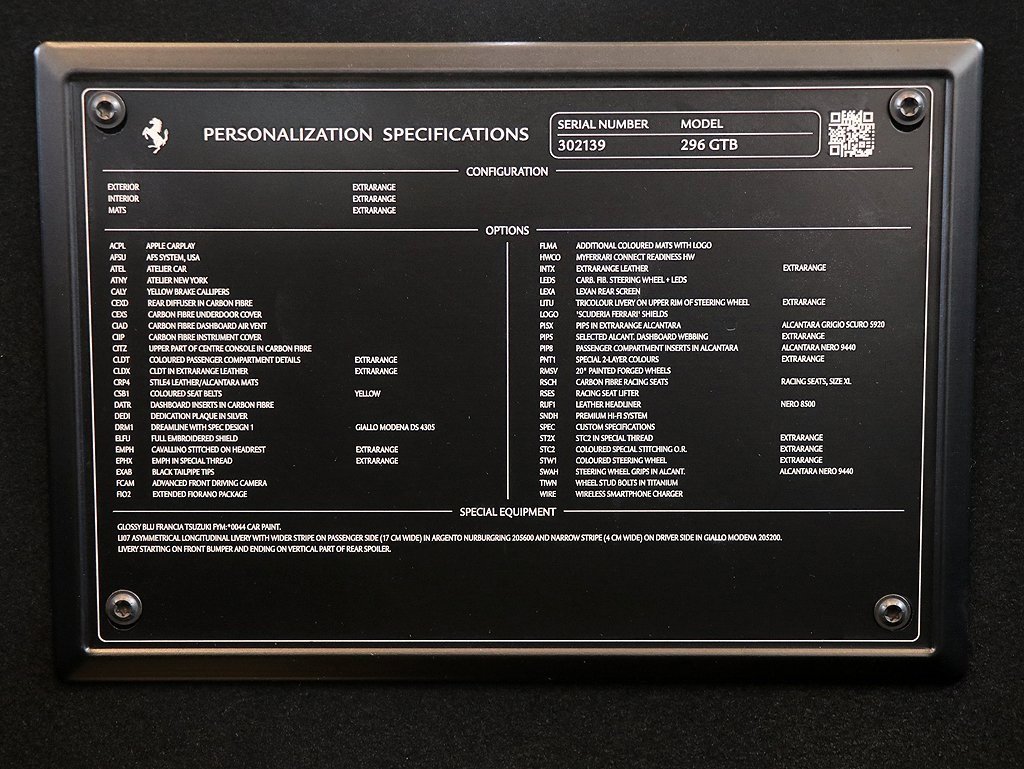 PERSONALIZATION SPECIFICATIONS
SERIAL NUMBER MODEL
302139 296 GTB
CONFIGURATION
EXTERIOR EXTRARANGE
INTERIOR EXTRARANGE
MATS EXTRARANGE
OPTIONS
ACPL APPLE CARPLAY
AFSU AFS SYSTEM, USA
ATEL ATELIER CAR
ATNY ATELIER NEW YORK
CALY YELLOW BRAKE CALLIPERS
CEXD REAR DIFFUSER IN CARBON FIBRE
CEXS CARBON FIBRE UNDERDOOR COVER
CIAD CARBON FIBRE DASHBOARD AIR VENT
CIIP CARBON FIBRE INSTRUMENT COVER
CITZ UPPER PART OF CENTRE CONSOLE IN CARBON FIBRE
CLDT COLOURED PASSENGER COMPARTMENT DETAILS EXTRARANGE
CLDX CLDT IN EXTRARANGE LEATHER EXTRARANGE
CRP4 STILE4 LEATHER/ALCANTARA MATS
CSB1 COLOURED SEAT BELTS YELLOW
DATR DASHBOARD INSERTS IN CARBON FIBRE
DEDI DEDICATION PLAQUE IN SILVER
DRM1 DREAMLINE WITH SPEC DESIGN 1 GIALLO MODENA DS 4305
ELFU FULL EMBROIDERED SHIELD
EMPH CAVALLINO STITCHED ON HEADREST EXTRARANGE
EPHX EMPH IN SPECIAL THREAD EXTRARANGE
EXAB BLACK TAILPIPE TIPS
FCAM ADVANCED FRONT DRIVING CAMERA
FIO2 EXTENDED FIORANO PACKAGE
FLMA ADDITIONAL COLOURED MATS WITH LOGO
HWCO MYFERRARI CONNECT READINESS HW
INTX EXTRARANGE LEATHER EXTRARANGE
LEDS CARB. FIB. STEERING WHEEL + LEDS
LEXA LEXAN REAR SCREEN
LITU TRICOLOUR LIVERY ON UPPER RIM OF STEERING WHEEL EXTRARANGE
LOGO 'SCUDERIA FERRARI' SHIELDS
PISX PIPS IN EXTRARANGE ALCANTARA ALCANTARA GRIGIO SCURO 5920
PIPS SELECTED ALCANT. DASHBOARD WEBBING EXTRARANGE
PIP8 PASSENGER COMPARTMENT INSERTS IN ALCANTARA ALCANTARA NERO 9440
PNT1 SPECIAL 2-LAYER COLOURS EXTRARANGE
RMSV 20" PAINTED FORGED WHEELS
RSCH CARBON FIBRE RACING SEATS RACING SEATS, SIZE XL
RSES RACING SEAT LIFTER
RUF1 LEATHER HEADLINER NERO 8500
SNDH PREMIUM HI-FI SYSTEM
SPEC CUSTOM SPECIFICATIONS
ST2X STC2 IN SPECIAL THREAD EXTRARANGE
STC2 COLOURED SPECIAL STITCHING O.R. EXTRARANGE
STW1 COLOURED STEERING WHEEL EXTRARANGE
SWAH STEERING WHEEL GRIPS IN ALCANT. ALCANTARA NERO 9440
TIWN WHEEL STUD BOLTS IN TITANIUM
WIRE WIRELESS SMARTPHONE CHARGER
SPECIAL EQUIPMENT
GLOSSY BLU FRANCIA TSUZUKI FYM:*0044 CAR PAINT.
LI07 ASYMMETRICAL LONGITUDINAL LIVERY WITH WIDER STRIPE ON PASSENGER SIDE (17 CM WIDE) IN ARGENTO NURBURGRING 205600 AND NARROW STRIPE (4 CM WIDE) ON DRIVER SIDE IN GIALLO MODENA 205200.
LIVERY STARTING ON FRONT BUMPER AND ENDING ON VERTICAL PART OF REAR SPOILER.